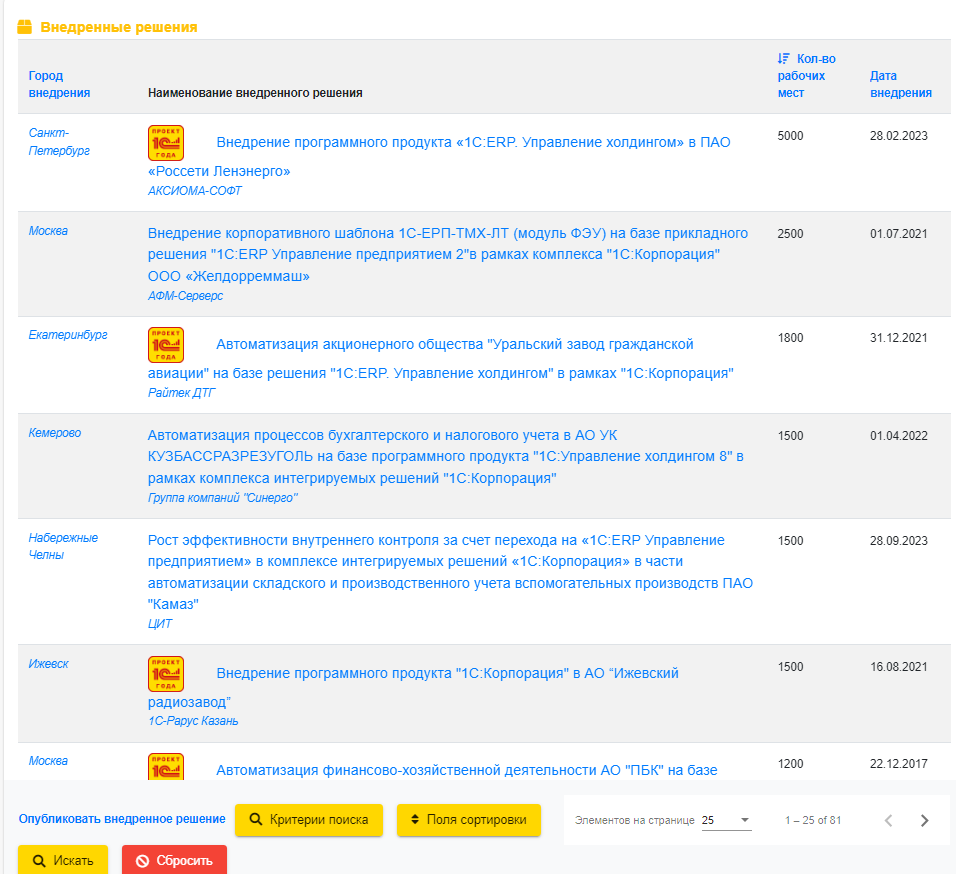 Внедренные решения
Город
внедрения
Наименование внедренного решения
Кол-во
рабочих
мест
Дата
внедрения
Санкт-
Петербург
ПРОЕКТ
1С
ГОДА
Внедрение программного продукта «1С:ERP. Управление холдингом» в ПАО
«Россети Ленэнерго»
АКСИОМА-СОФТ
5000
28.02.2023
Москва
Внедрение корпоративного шаблона 1С-ЕРП-ТМХ-ЛТ (модуль ФЭУ) на базе прикладного
решения "1С:ERP Управление предприятием 2"в рамках комплекса "1С:Корпорация"
ООО «Желдорреммаш»
АФМ-Серверс
2500
01.07.2021
Екатеринбург
ПРОЕКТ
1С
ГОДА
Автоматизация акционерного общества "Уральский завод гражданской
авиации" на базе решения "1С:ERP. Управление холдингом" в рамках "1С:Корпорация"
Райтек ДТГ
1800
31.12.2021
Кемерово
Автоматизация процессов бухгалтерского и налогового учета в АО УК
КУЗБАССРАЗРЕЗУГОЛЬ на базе программного продукта "1С:Управление холдингом 8" в
рамках комплекса интегрируемых решений "1С:Корпорация"
Группа компаний "Синерго"
1500
01.04.2022
Набережные
Челны
Рост эффективности внутреннего контроля за счет перехода на «1С:ERP Управление
предприятием» в комплексе интегрируемых решений «1С:Корпорация» в части
автоматизации складского и производственного учета вспомогательных производств ПАО
"Камаз"
ЦИТ
1500
28.09.2023
Ижевск
ПРОЕКТ
1С
ГОДА
Внедрение программного продукта "1С:Корпорация" в АО “Ижевский
радиозавод”
1С-Рарус Казань
1500
16.08.2021
Москва
ПРОЕКТ
1С
Автоматизация финансово-хозяйственной деятельности АО "ПБК" на базе
1200
22.12.2017
Опубликовать внедренное решение
Критерии поиска
Поля сортировки
Элементов на странице 25
1 – 25 of 81
Искать
Сбросить